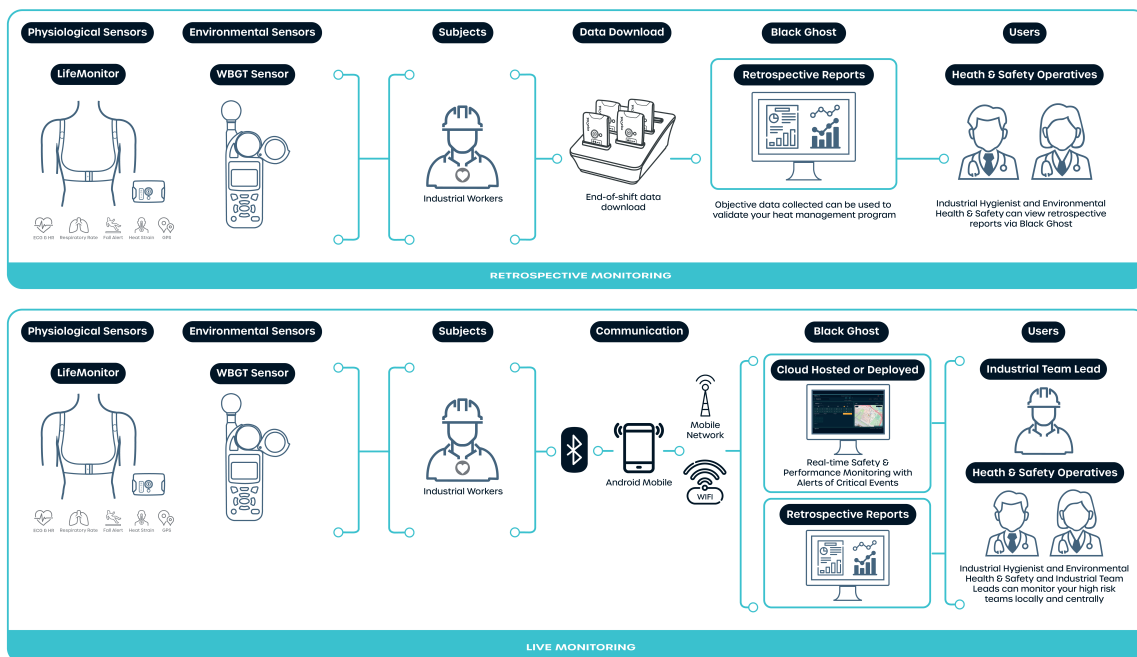 Physiological Sensors
Environmental Sensors
Subjects
Data Download
Black Ghost
Users
LifeMonitor
WBGT Sensor
Retrospective Reports
Heath & Safety Operatives
Industrial Workers
End-of-shift data
download
Objective data collected can be used to
validate your heat management program
Industrial Hygienist and Environmental
Health & Safety can view retrospective
reports via Black Ghost
ECG & HR
Respiratory Rate
Fall Alert
Heat Strain
GPS
RETROSPECTIVE MONITORING
Physiological Sensors
Environmental Sensors
Subjects
Communication
Black Ghost
Users
LifeMonitor
WBGT Sensor
Cloud Hosted or Deployed
Industrial Team Lead
Mobile
Network
Real-time Safety &
Performance Monitoring with
Alerts of Critical Events
Heath & Safety Operatives
Industrial Workers
Android Mobile
WIFI
Retrospective Reports
ECG & HR
Respiratory Rate
Fall Alert
Heat Strain
GPS
Industrial Hygienist and Environmental
Health & Safety and Industrial Team
Leads can monitor your high risk
teams locally and centrally
LIVE MONITORING